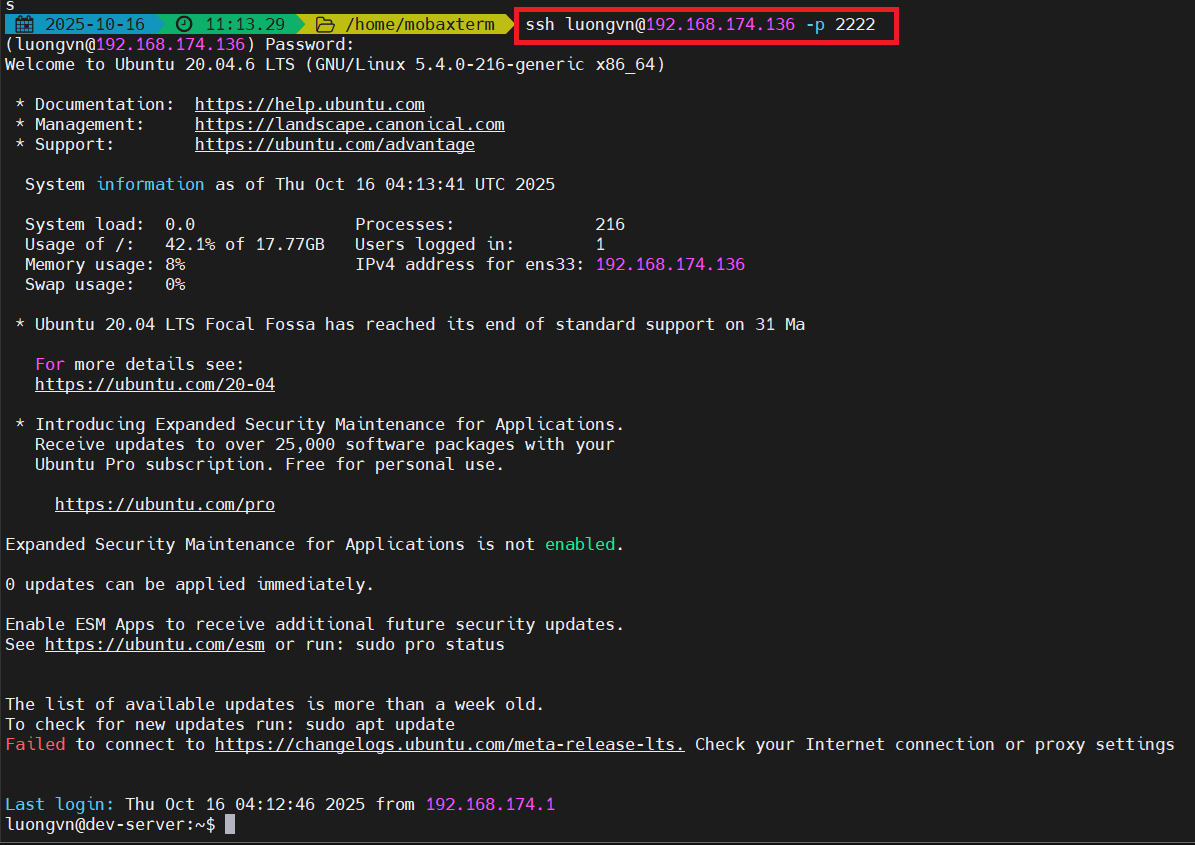 s
2025-10-16 11:13.29 /home/mobaxterm ssh luongvn@192.168.174.136 -p 2222
(luongvn@192.168.174.136) Password:
Welcome to Ubuntu 20.04.6 LTS (GNU/Linux 5.4.0-216-generic x86_64)
* Documentation: https://help.ubuntu.com
* Management: https://landscape.canonical.com
* Support: https://ubuntu.com/advantage
System information as of Thu Oct 16 04:13:41 UTC 2025
System load: 0.0 Processes: 216
Usage of /: 42.1% of 17.77GB Users logged in: 1
Memory usage: 8% IPv4 address for ens33: 192.168.174.136
Swap usage: 0%
* Ubuntu 20.04 LTS Focal Fossa has reached its end of standard support on 31 Ma
For more details see:
https://ubuntu.com/20-04
* Introducing Expanded Security Maintenance for Applications.
Receive updates to over 25,000 software packages with your
Ubuntu Pro subscription. Free for personal use.
https://ubuntu.com/pro
Expanded Security Maintenance for Applications is not enabled.
0 updates can be applied immediately.
Enable ESM Apps to receive additional future security updates.
See https://ubuntu.com/esm or run: sudo pro status
The list of available updates is more than a week old.
To check for new updates run: sudo apt update
Failed to connect to https://changelogs.ubuntu.com/meta-release-lts. Check your Internet connection or proxy settings
Last login: Thu Oct 16 04:12:46 2025 from 192.168.174.1
luongvn@dev-server:~$